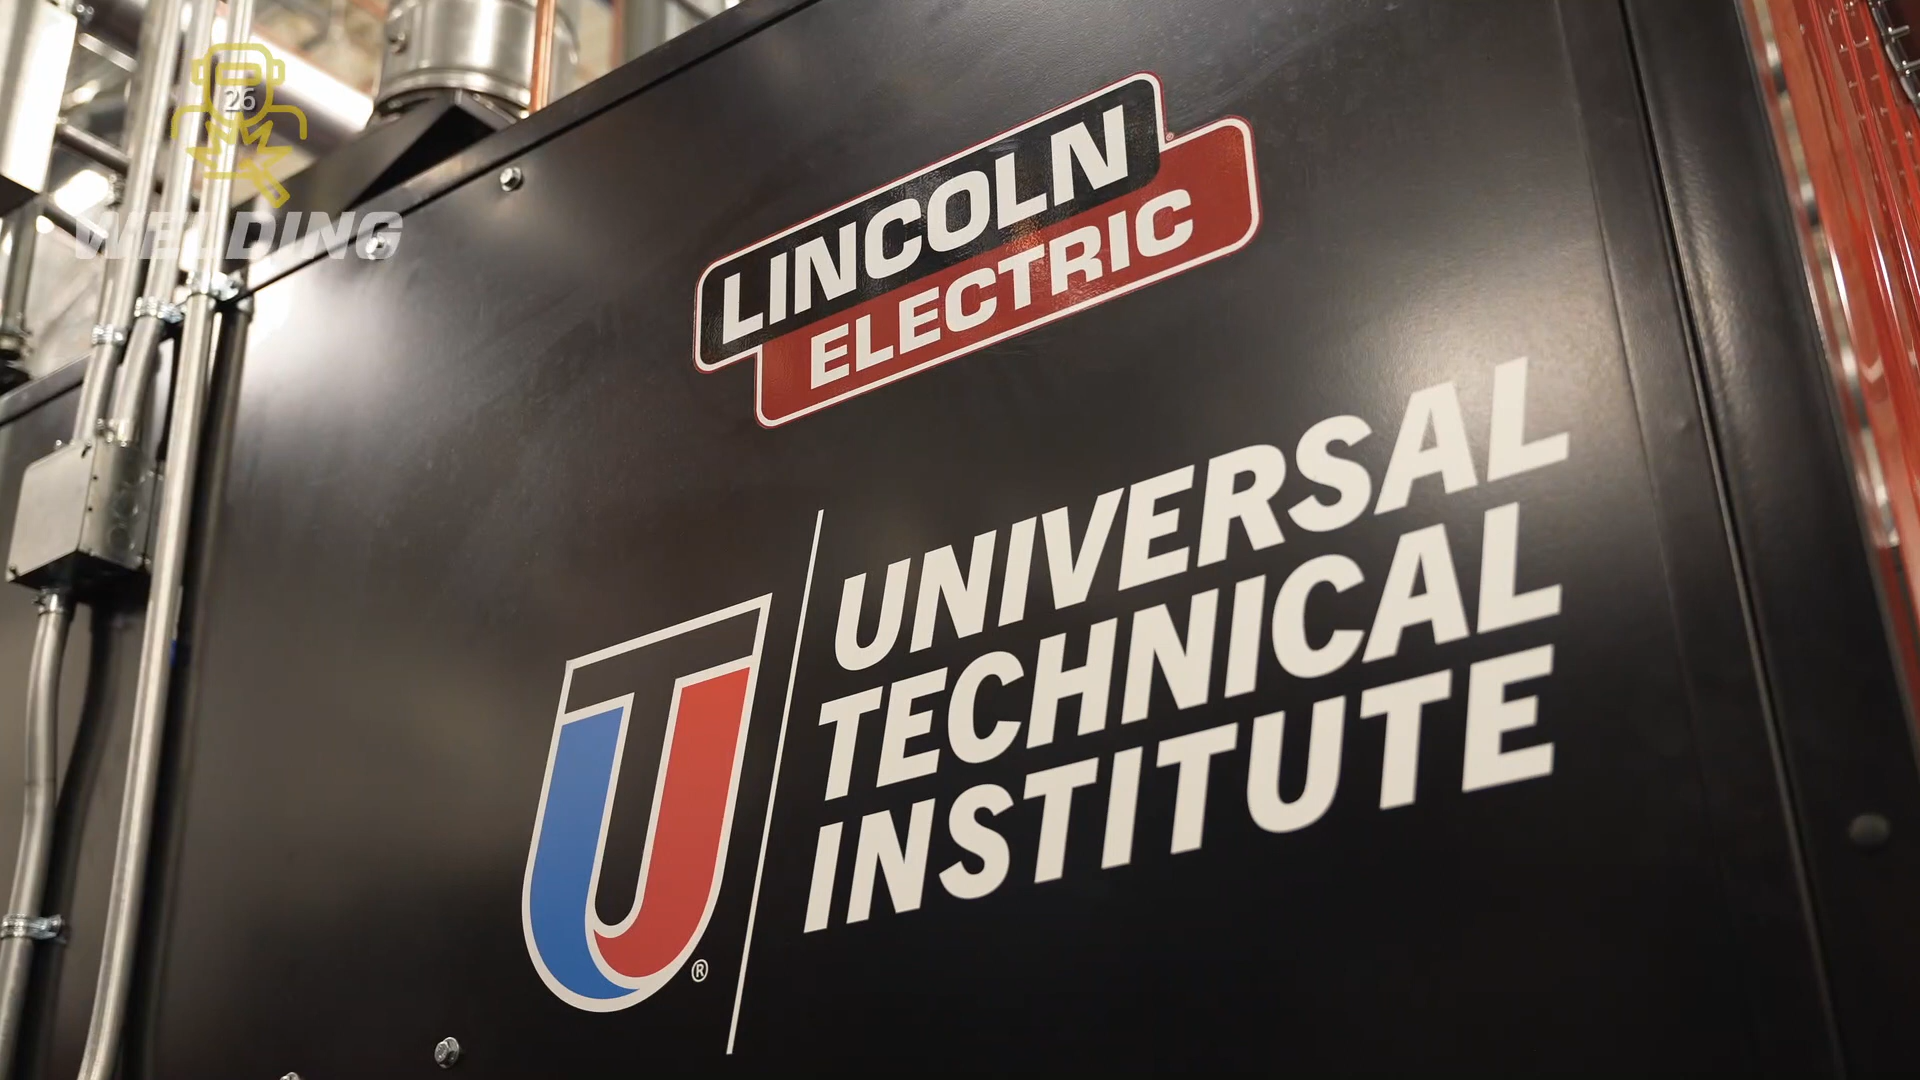 26
WELDING
LINCOLN
ELECTRIC
UNIVERSAL
TECHNICAL
INSTITUTE
®